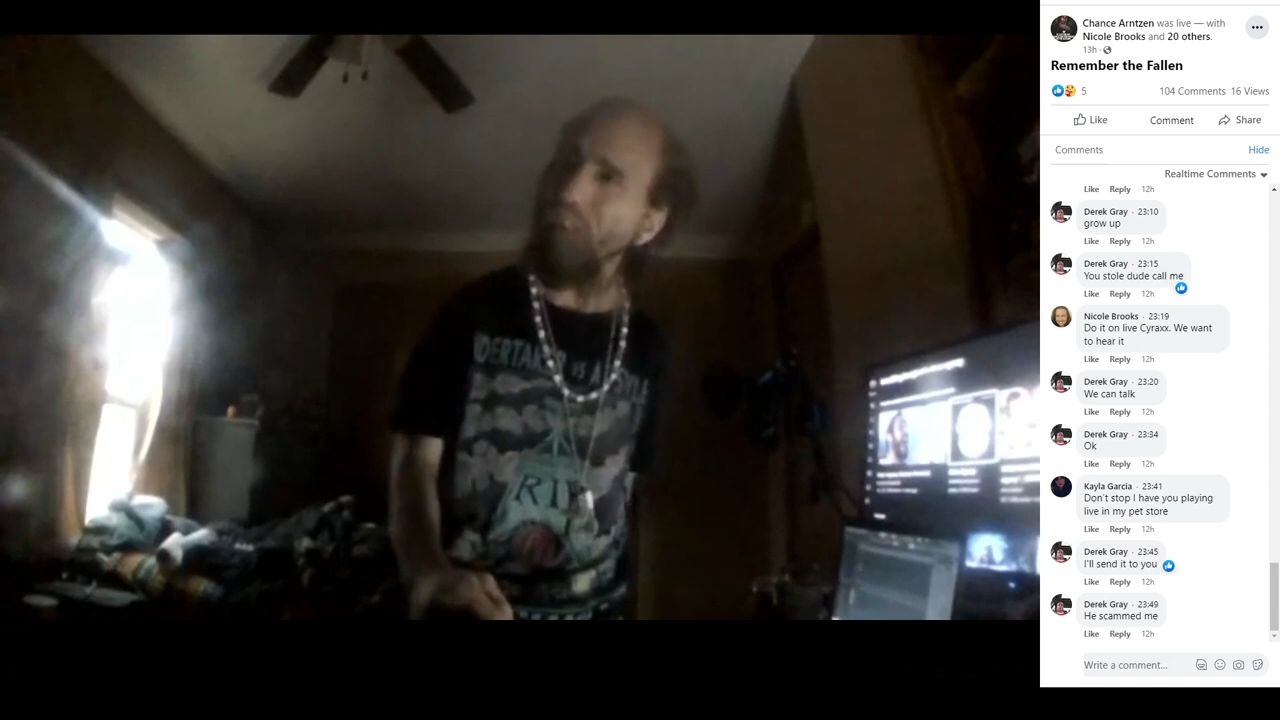 UNDERTAKER VS A STYLE
RIP
Chance Arntzen was live — with
Nicole Brooks and 20 others.
13h ·
Remember the Fallen
5
104 Comments 16 Views
Like
Comment
Share
Comments
Hide
Realtime Comments
Like Reply 12h
Derek Gray · 23:10
grow up
Like Reply 12h
Derek Gray · 23:15
You stole dude call me
Like Reply 12h
Nicole Brooks · 23:19
Do it on live Cyraxx. We want
to hear it
Like Reply 12h
Derek Gray · 23:20
We can talk
Like Reply 12h
Derek Gray · 23:34
Ok
Like Reply 12h
Kayla Garcia · 23:41
Don't stop I have you playing
live in my pet store
Like Reply 12h
Derek Gray · 23:45
I'll send it to you
Like Reply 12h
Derek Gray · 23:49
He scammed me
Like Reply 12h
Write a comment...